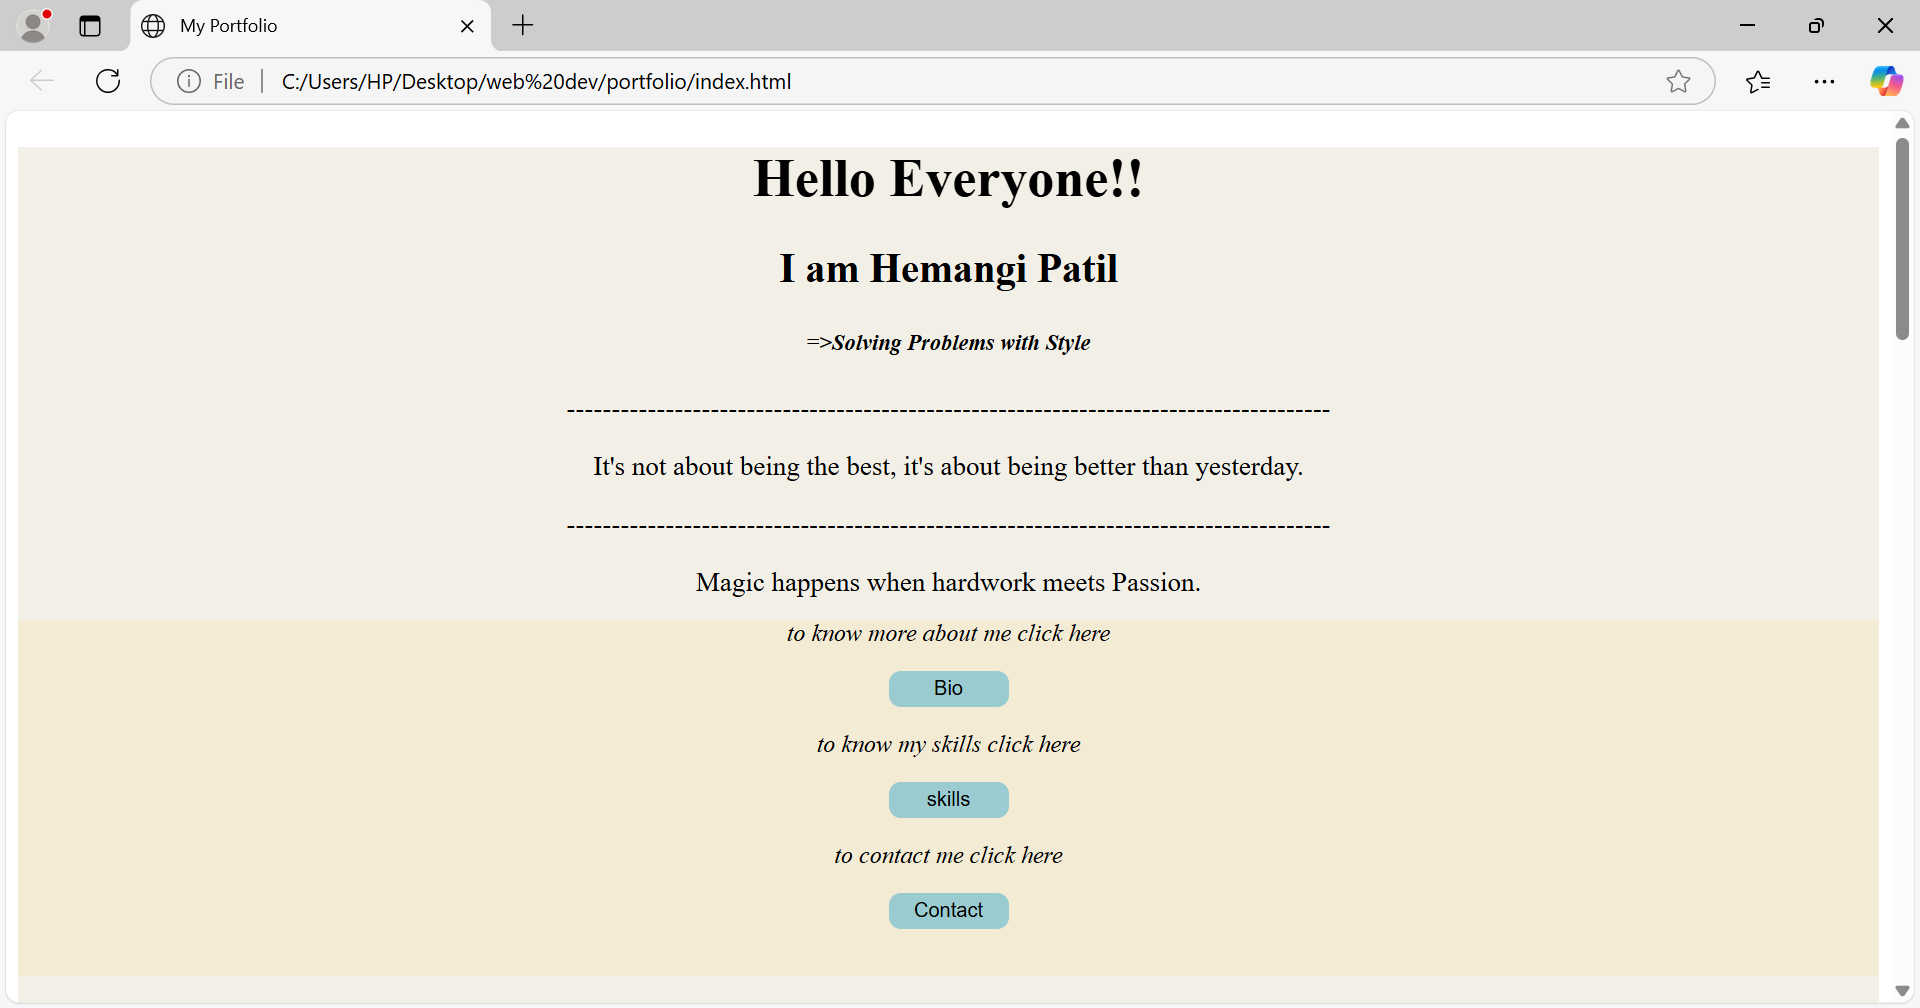 My Portfolio
File C:/Users/HP/Desktop/web%20dev/portfolio/index.html
Hello Everyone!!
I am Hemangi Patil
=>Solving Problems with Style
-------------------------------------------------------------------------------------
It's not about being the best, it's about being better than yesterday.
-------------------------------------------------------------------------------------
Magic happens when hardwork meets Passion.
to know more about me click here
Bio
to know my skills click here
skills
to contact me click here
Contact